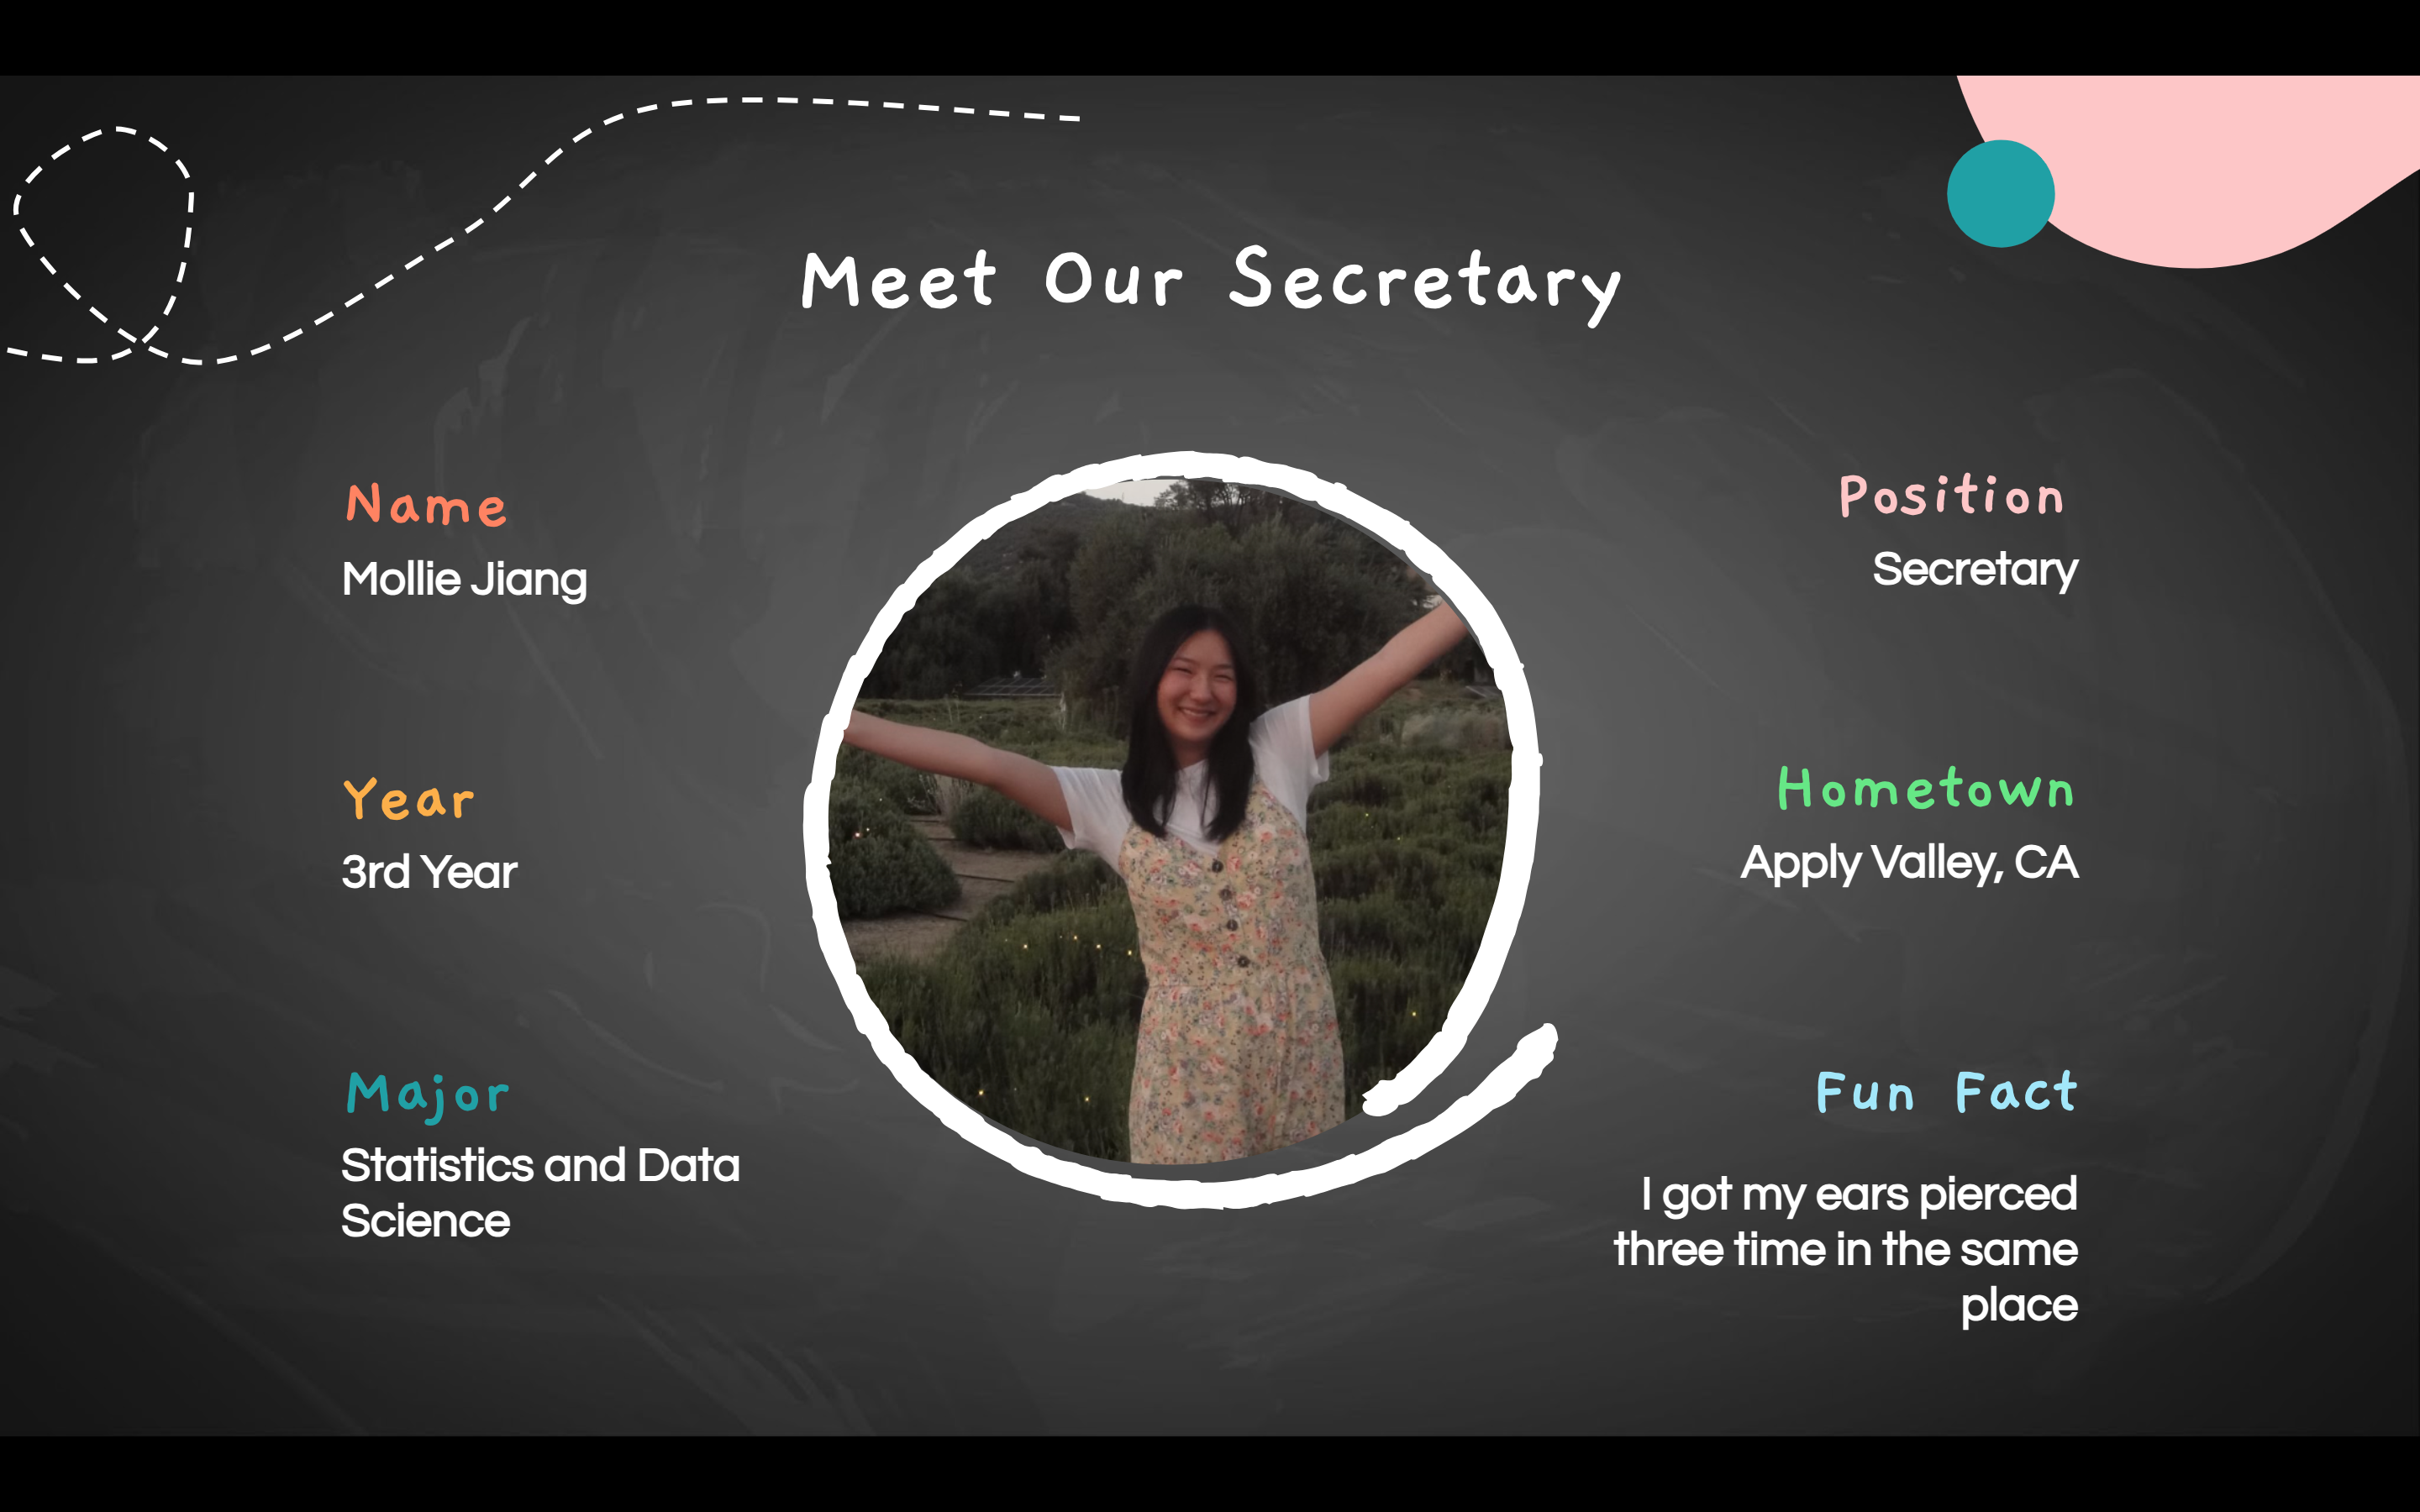 Meet Our Secretary
Name
Mollie Jiang
Year
3rd Year
Major
Statistics and Data
Science
Position
Secretary
Hometown
Apply Valley, CA
Fun Fact
I got my ears pierced
three time in the same
place